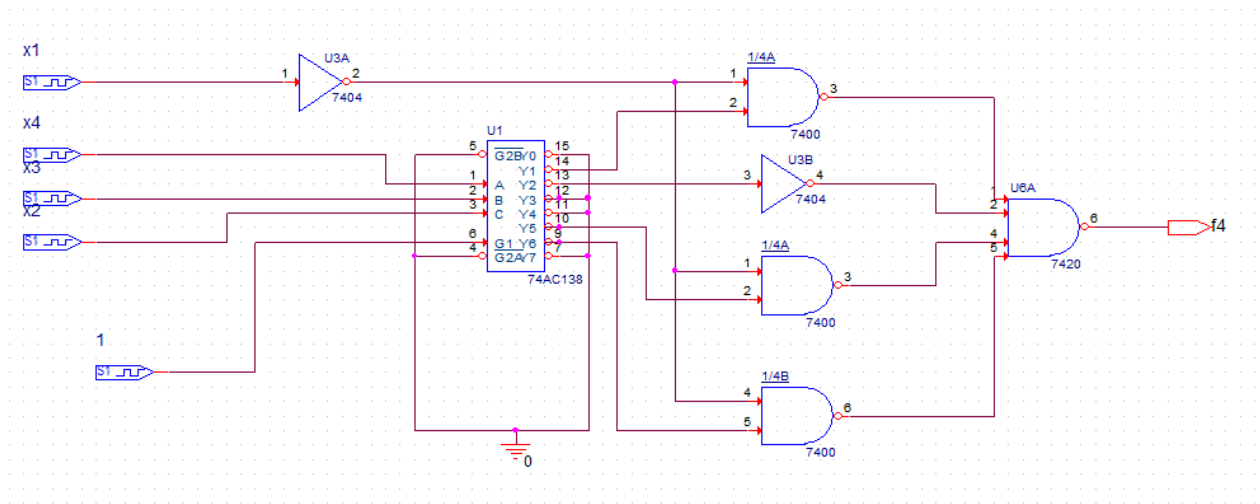 x1
S1
1
U3A
2
7404
x4
S1
x3
S1
x2
S1
1
S1
U1
5
G2B
Y0
15
Y1
14
1
A
Y2
13
2
B
Y3
12
3
C
Y4
11
Y5
10
6
G1
Y6
9
4
G2A
Y7
7
74AC138
0
1/4A
1
2
3
7400
U3B
3
4
7404
1/4A
1
2
3
7400
1/4B
4
5
6
7400
U6A
1
2
4
5
6
7420
f4